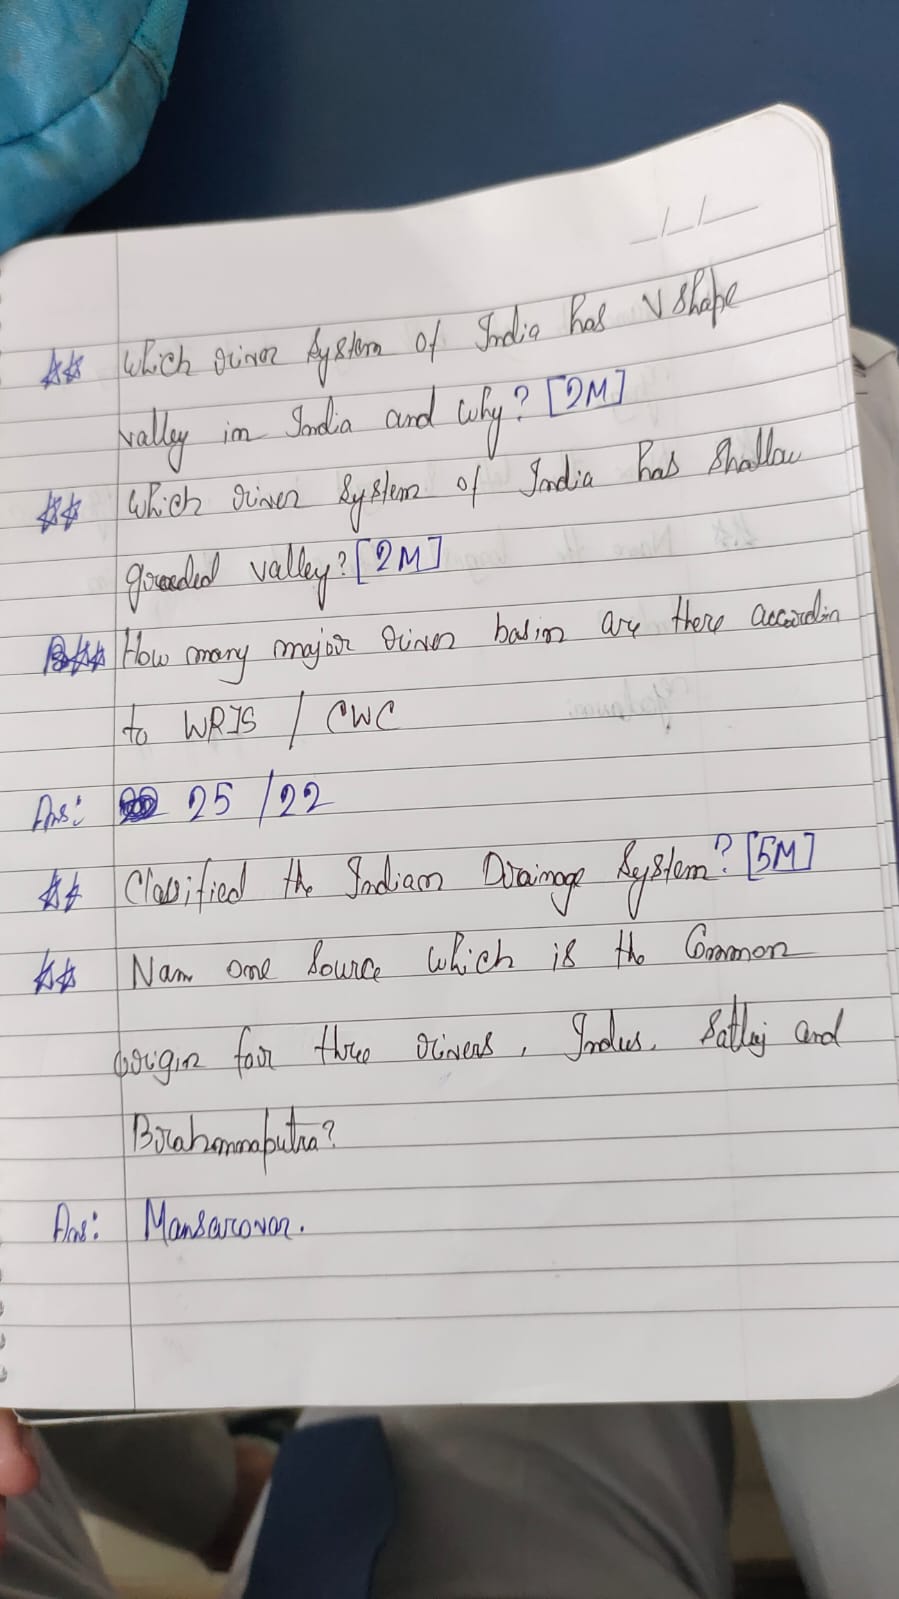 Which river system of India has V shape
valley in India and why? [2M]
Which river system of India has shallow
graded valley? [2M]
How many major river basin are there accordin
to WRIS / CWC
Ans: 25 / 22
Classified the Indian Drainage System? [5M]
Nam one source which is the common
origin for three rivers, Indus, Satluj and
Brahammaputra?
Ans: Mansarovar.